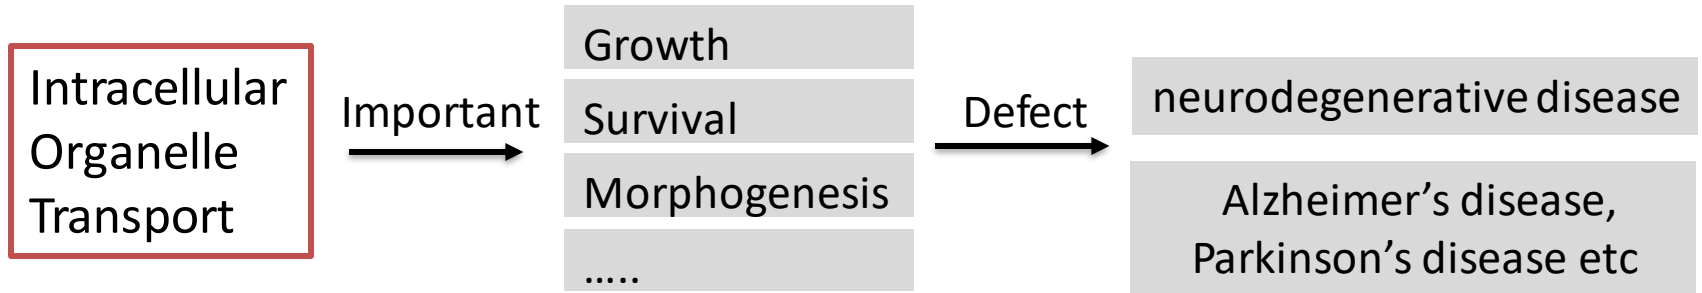 Intracellular
Organelle
Transport
Important
Growth
Survival
Morphogenesis
.....
Defect
neurodegenerative disease
Alzheimer’s disease,
Parkinson’s disease etc